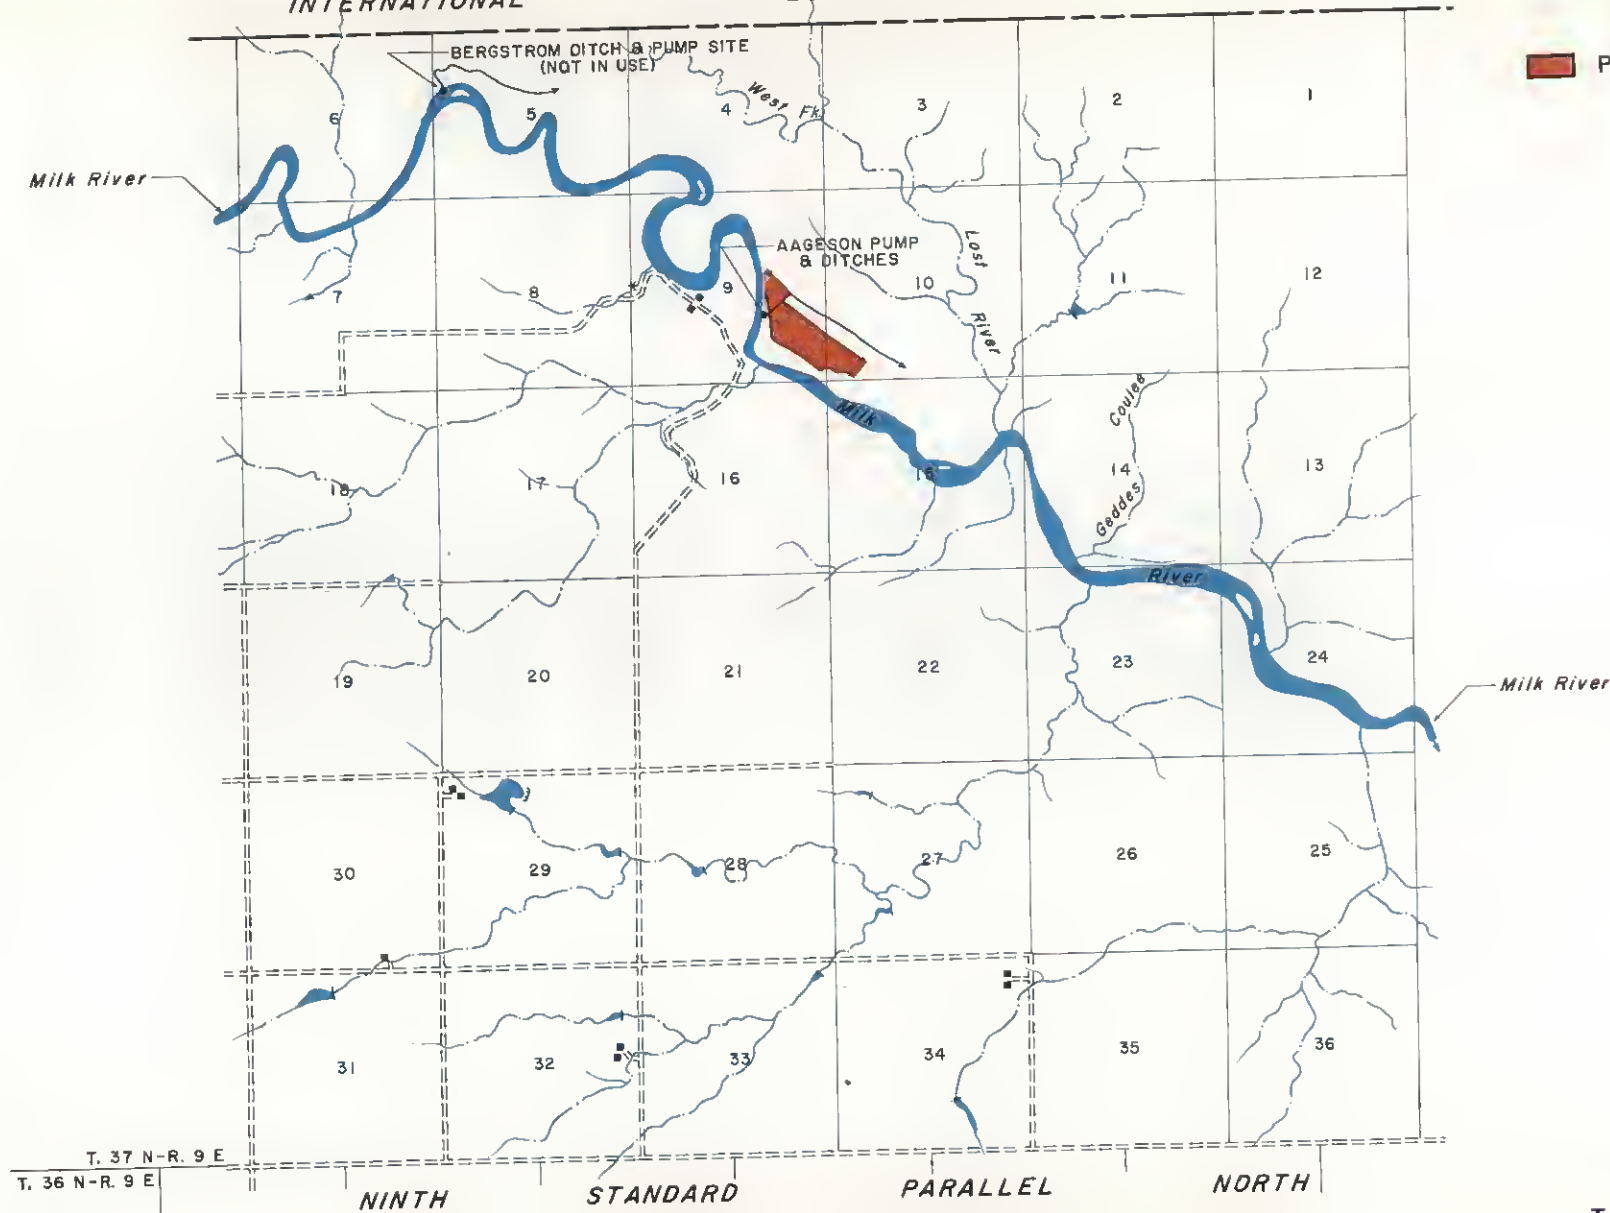 INTERNATIONAL
BERGSTROM DITCH & PUMP SITE
(NOT IN USE)
P
6
5
4
West Fk.
3
2
1
Milk River
AAGESON PUMP
& DITCHES
Lost River
7
8
9
10
11
12
Milk River
Geddes Coulee
18
17
16
15
14
13
19
20
21
22
23
24
Milk River
30
29
28
27
26
25
31
32
33
34
35
36
T. 37 N-R. 9 E
T. 36 N-R. 9 E
NINTH STANDARD PARALLEL NORTH